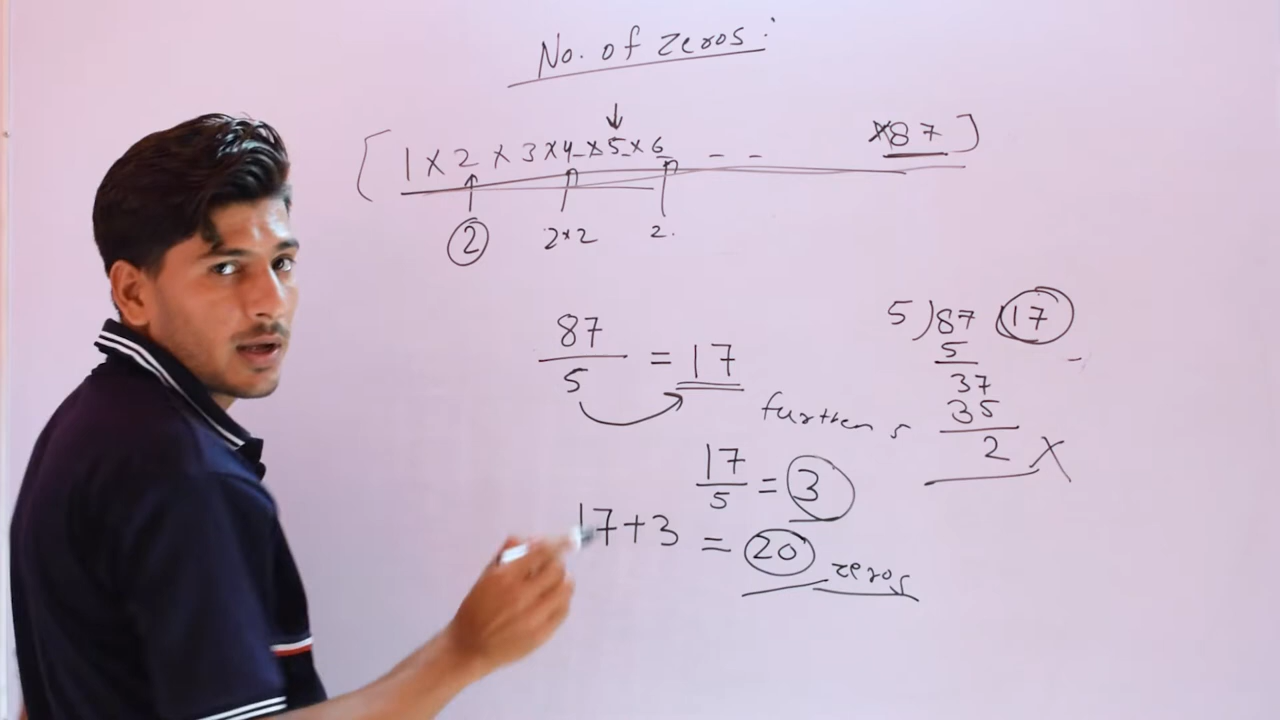 No. of zeros:
[1 × 2 × 3 × 4 × 5 × 6 - - × 87]
2 2×2 2.
87/5 = 17
5)87(17
5
37
35
2 ×
further
17/5 = 3
17+3 = 20 zeros